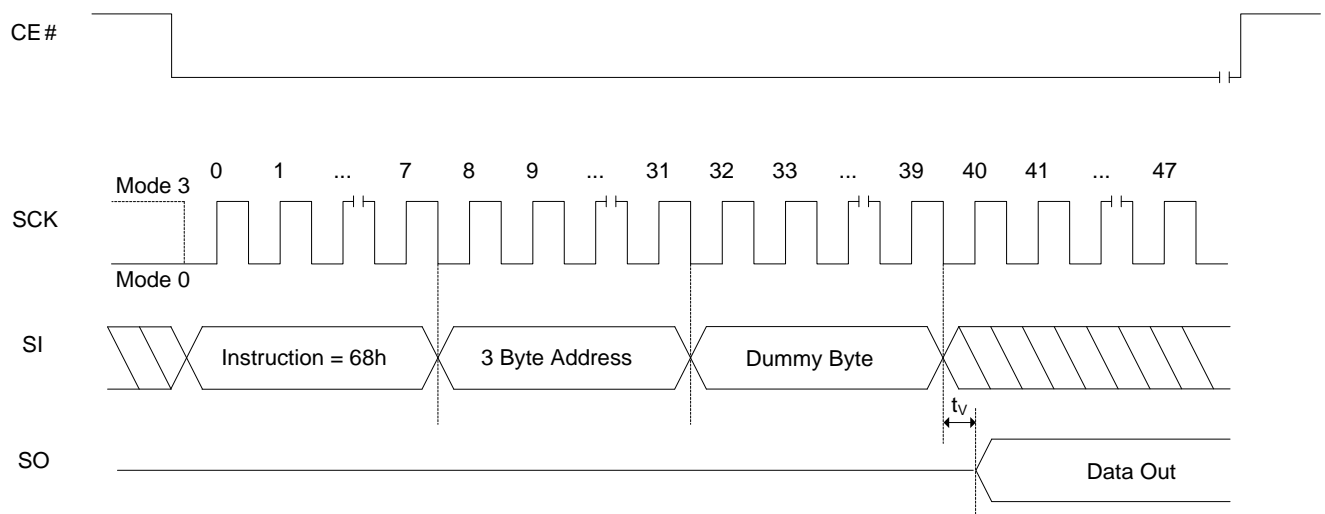 CE#
0 1 ... 7 8 9 ... 31 32 33 ... 39 40 41 ... 47
Mode 3
SCK
Mode 0
SI
Instruction = 68h
3 Byte Address
Dummy Byte
tV
SO
Data Out